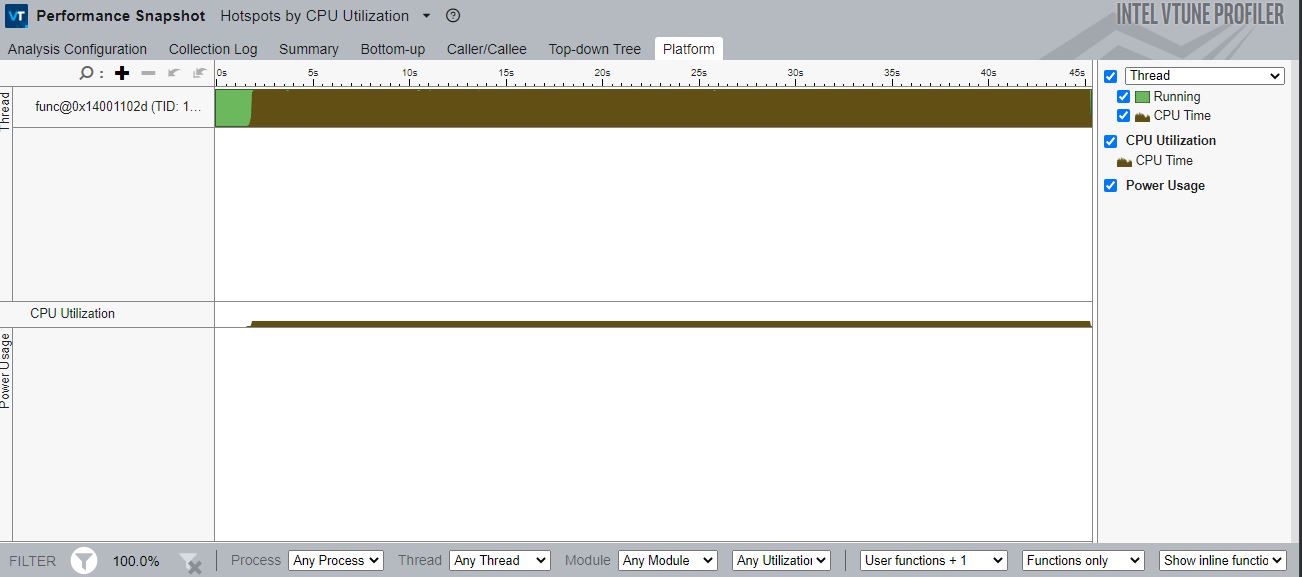 VT Performance Snapshot Hotspots by CPU Utilization ?
INTEL VTUNE PROFILER
Analysis Configuration Collection Log Summary Bottom-up Caller/Callee Top-down Tree Platform
0s 5s 10s 15s 20s 25s 30s 35s 40s 45s
Thread
func@0x14001102d (TID: 1...
Thread
Running
CPU Time
CPU Utilization
CPU Time
Power Usage
CPU Utilization
Power Usage
FILTER 100.0% Process Any Process Thread Any Thread Module Any Module Any Utilizatior User functions + 1 Functions only Show inline functio